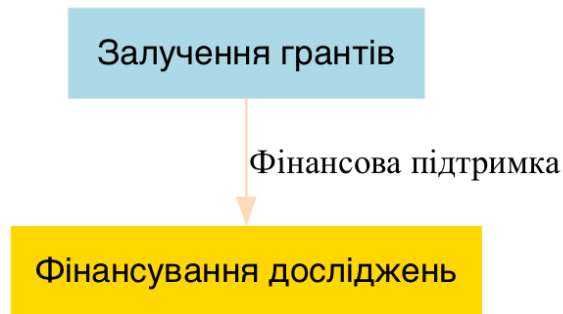 Залучення грантів
Фінансова підтримка
Фінансування досліджень